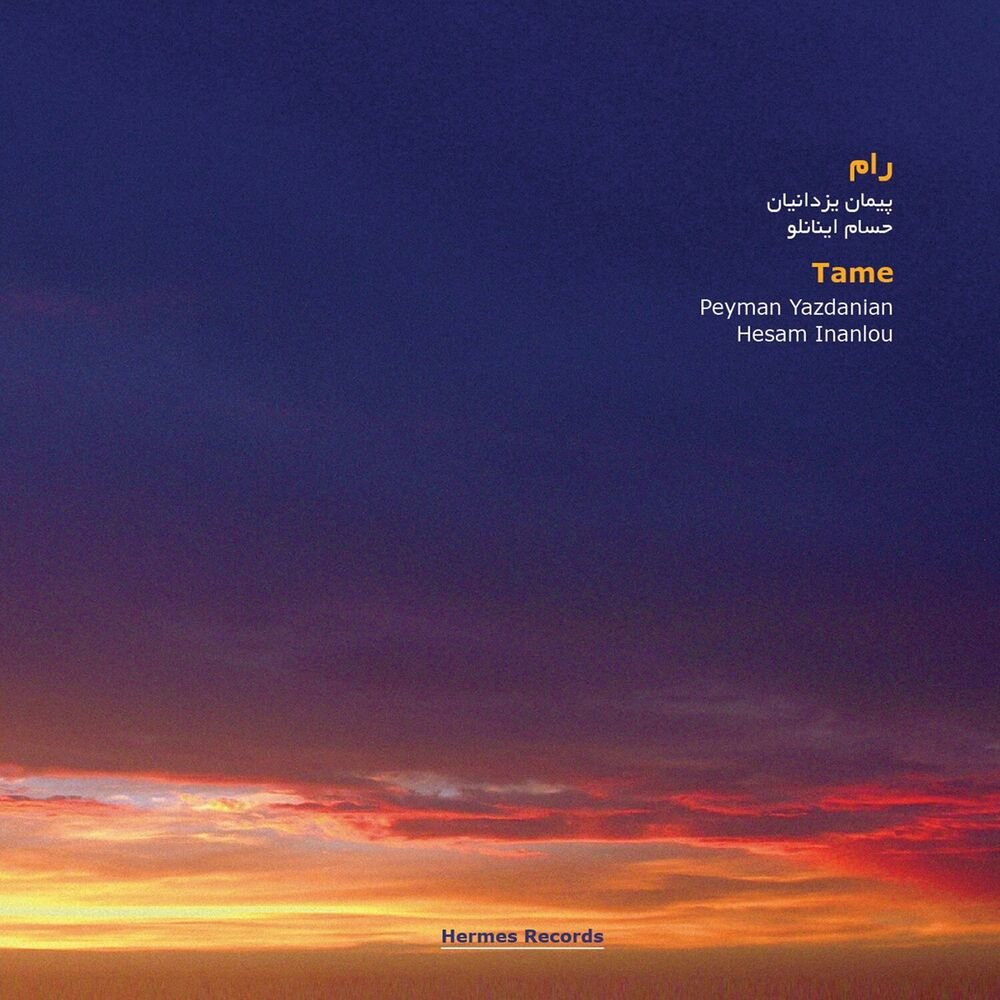 رام
پیمان یزدانیان
حسام اینانلو
Tame
Peyman Yazdanian
Hesam Inanlou
Hermes Records